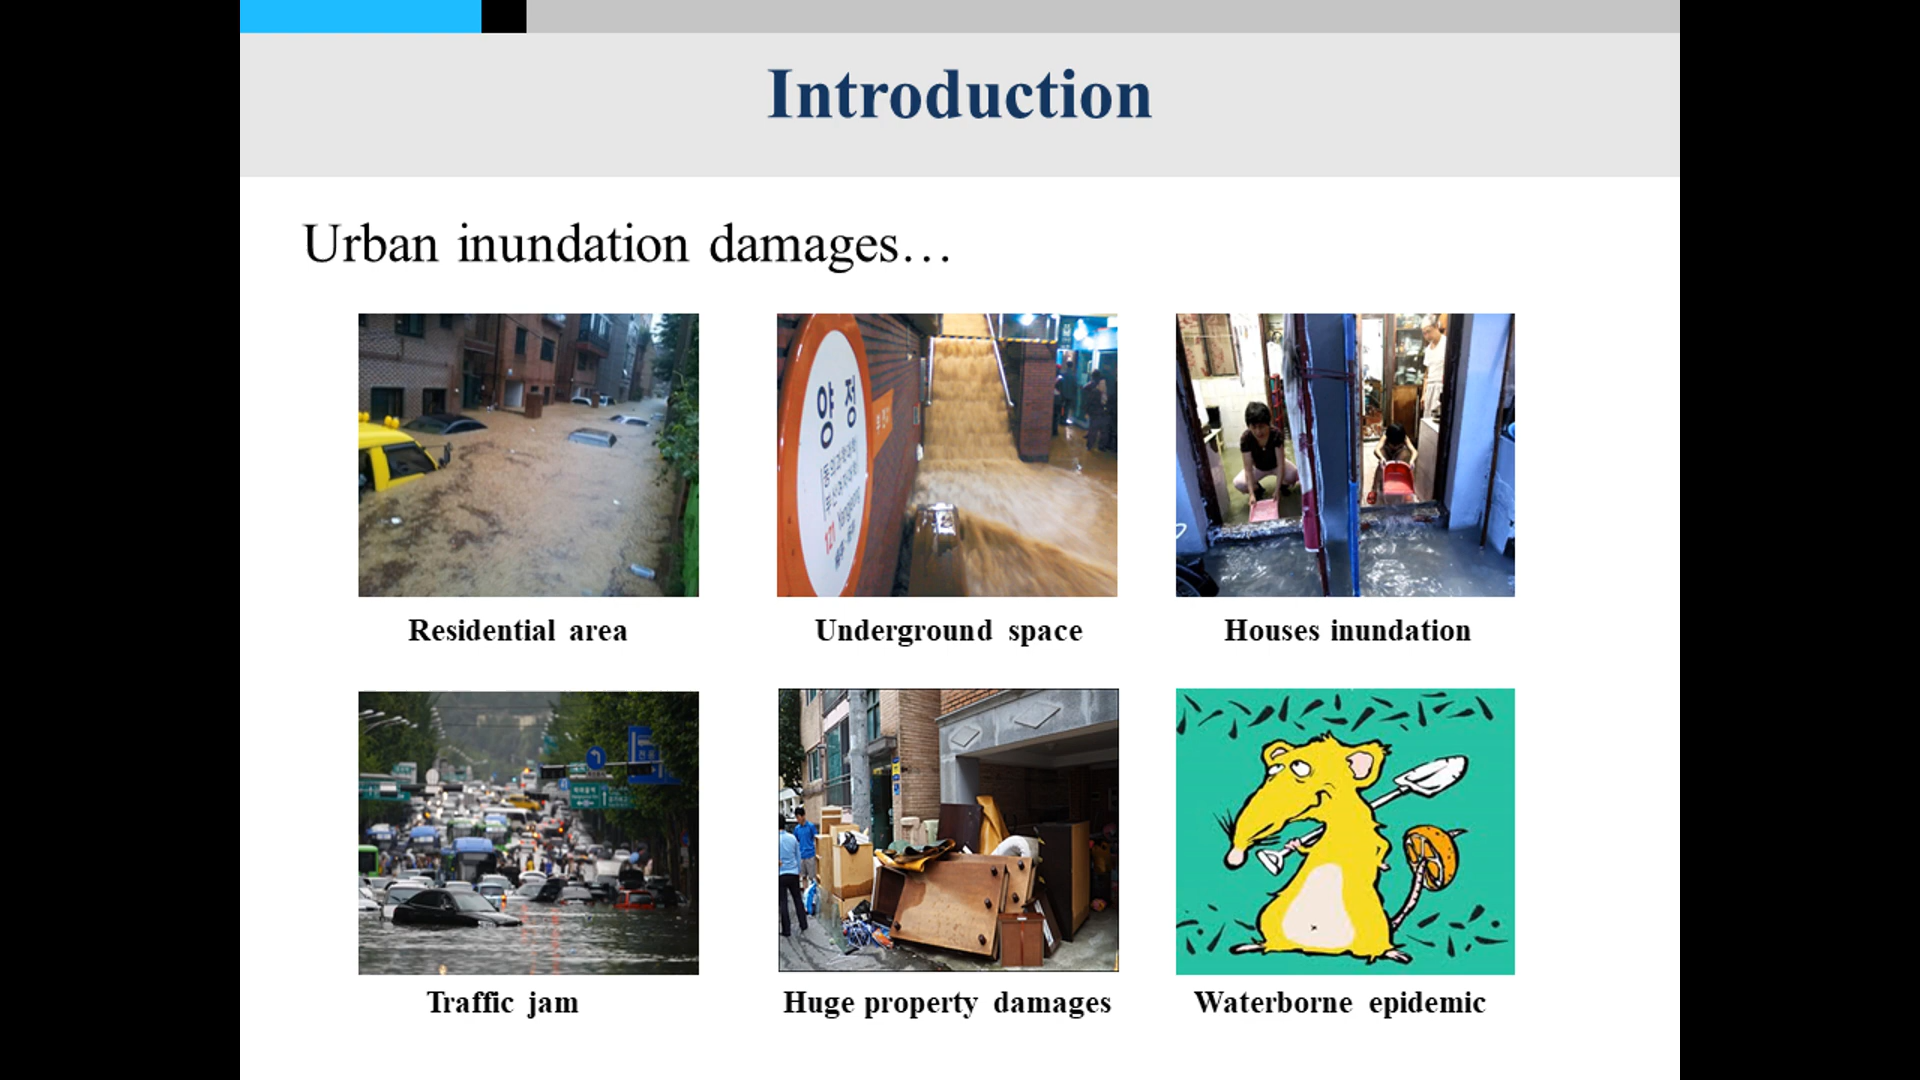 Introduction
Urban inundation damages…
양 정
121
Residential area
Underground space
Houses inundation
Traffic jam
Huge property damages
Waterborne epidemic